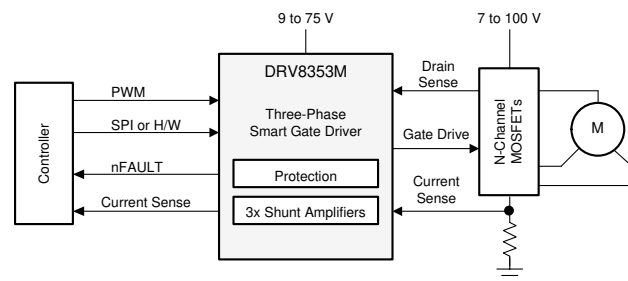 9 to 75 V
7 to 100 V
DRV8353M
Three-Phase
Smart Gate Driver
Protection
3x Shunt Amplifiers
Controller
PWM
SPI or H/W
nFAULT
Current Sense
Drain
Sense
Gate Drive
Current
Sense
N-Channel
MOSFETs
M